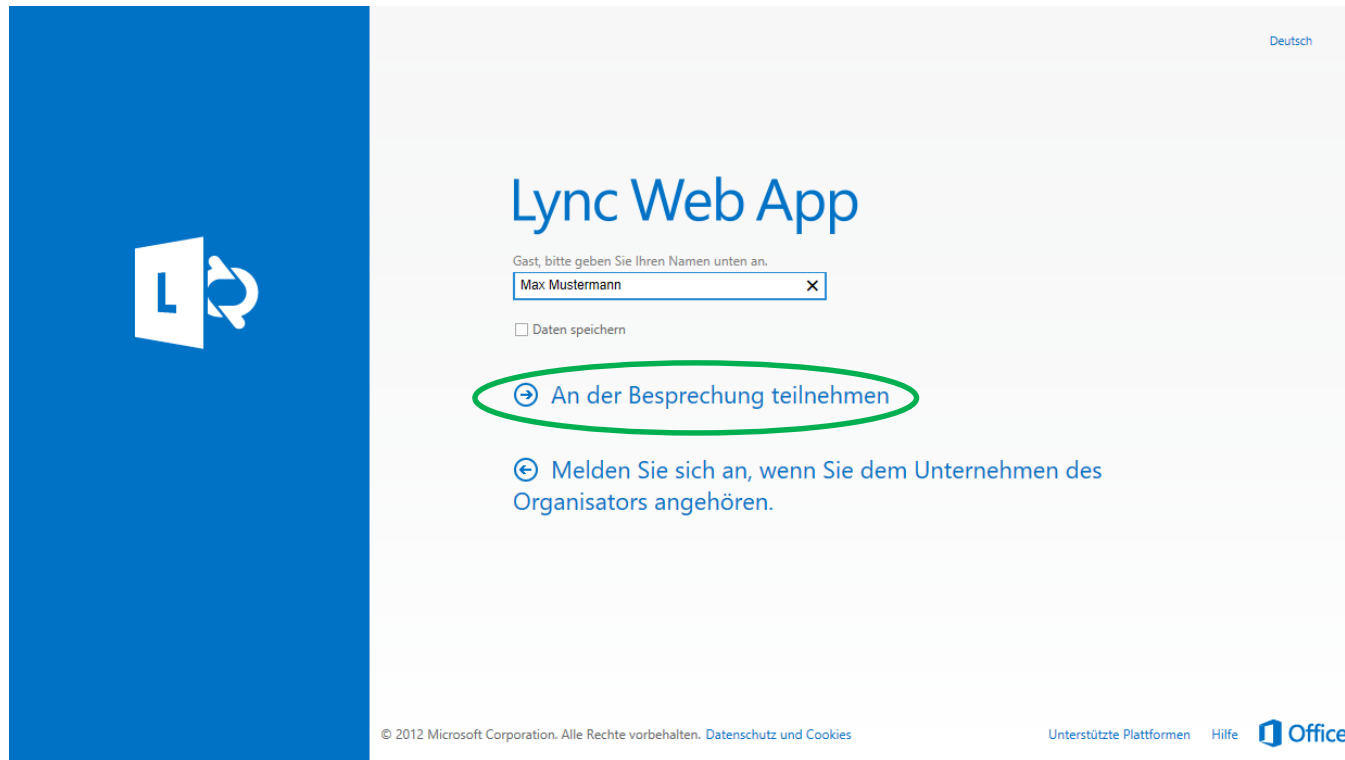 Deutsch
Lync Web App
Gast, bitte geben Sie Ihren Namen unten an.
Max Mustermann
Daten speichern
An der Besprechung teilnehmen
Melden Sie sich an, wenn Sie dem Unternehmen des
Organisators angehören.
L
© 2012 Microsoft Corporation. Alle Rechte vorbehalten. Datenschutz und Cookies
Unterstützte Plattformen Hilfe Office